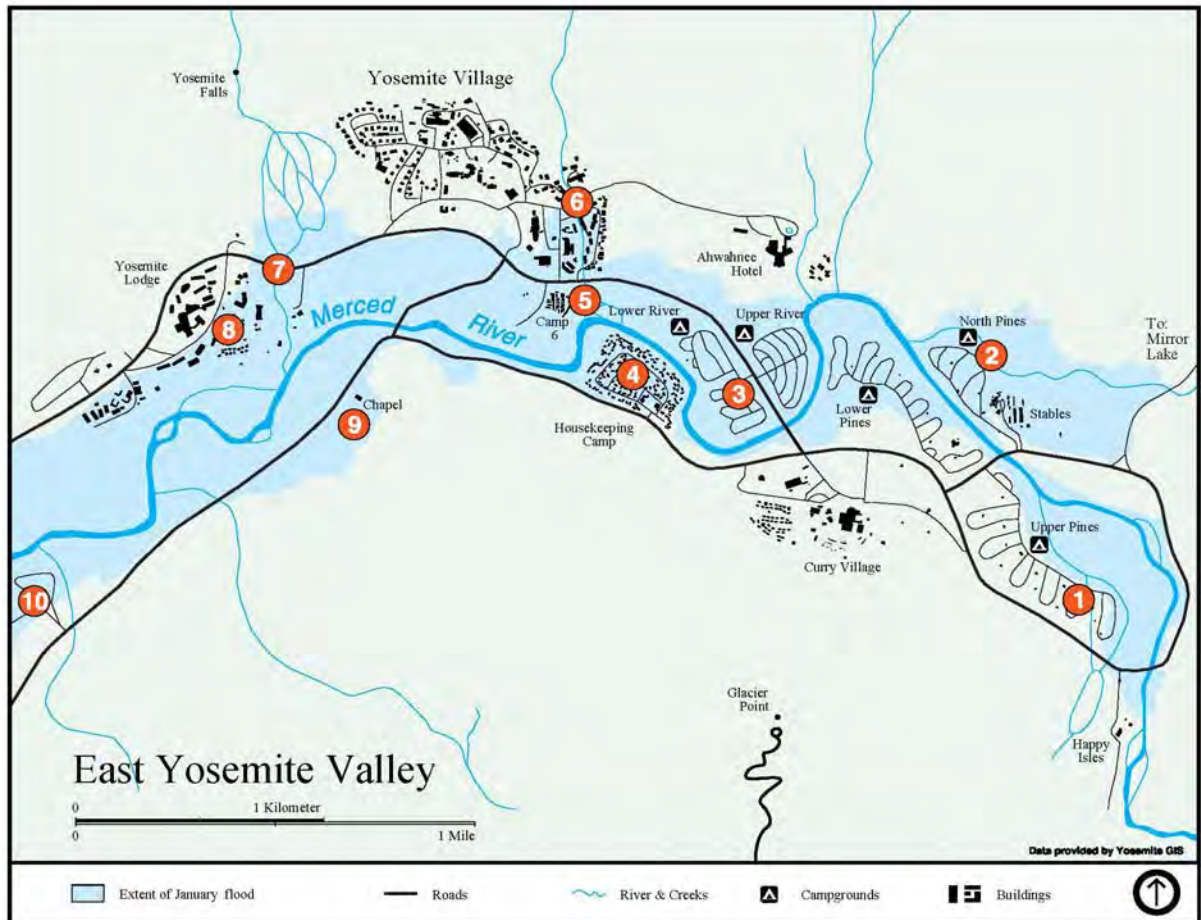 Yosemite
Falls
Yosemite Village
6
Ahwahnee
Hotel
7
Yosemite
Lodge
8
Merced
River
5
Camp
6
Lower River
Upper River
North Pines
2
To:
Mirror
Lake
4
3
Lower
Pines
Stables
Chapel
9
Housekeeping
Camp
Curry Village
Upper Pines
1
10
Glacier
Point
Happy
Isles
East Yosemite Valley
0 1 Kilometer
0 1 Mile
Data provided by Yosemite GIS
Extent of January flood Roads River & Creeks Campgrounds Buildings